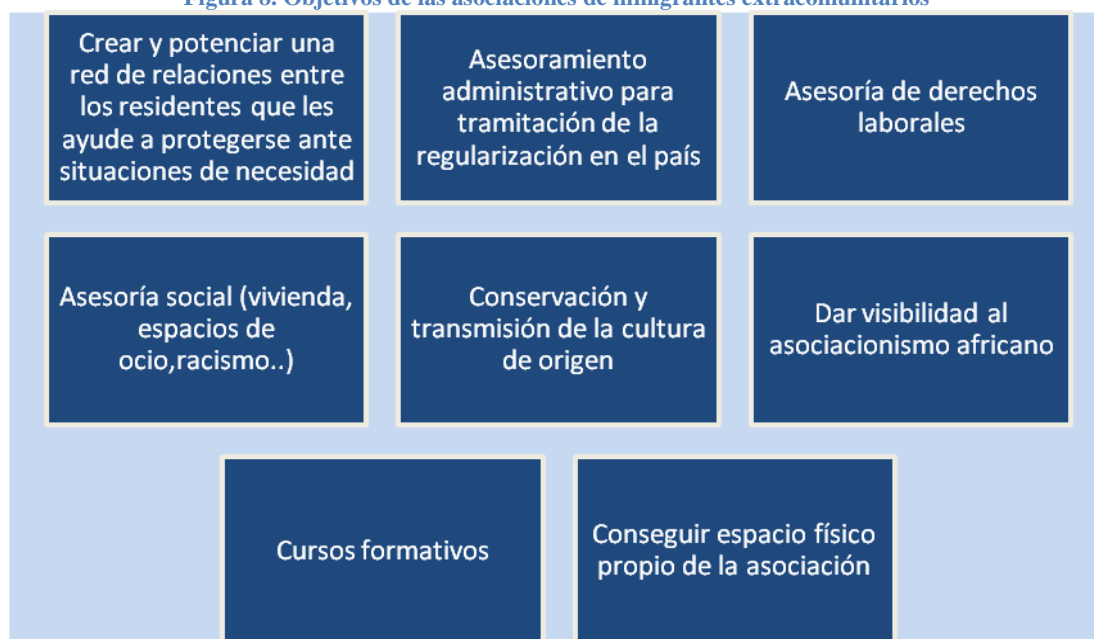 Figura 8. Objetivos de las asociaciones de inmigrantes extracomunitarios
Crear y potenciar una
red de relaciones entre
los residentes que les
ayude a protegerse ante
situaciones de necesidad
Asesoramiento
administrativo para
tramitación de la
regularización en el país
Asesoría de derechos
laborales
Asesoría social (vivienda,
espacios de
ocio,racismo..)
Conservación y
transmisión de la cultura
de origen
Dar visibilidad al
asociacionismo africano
Cursos formativos
Conseguir espacio físico
propio de la asociación